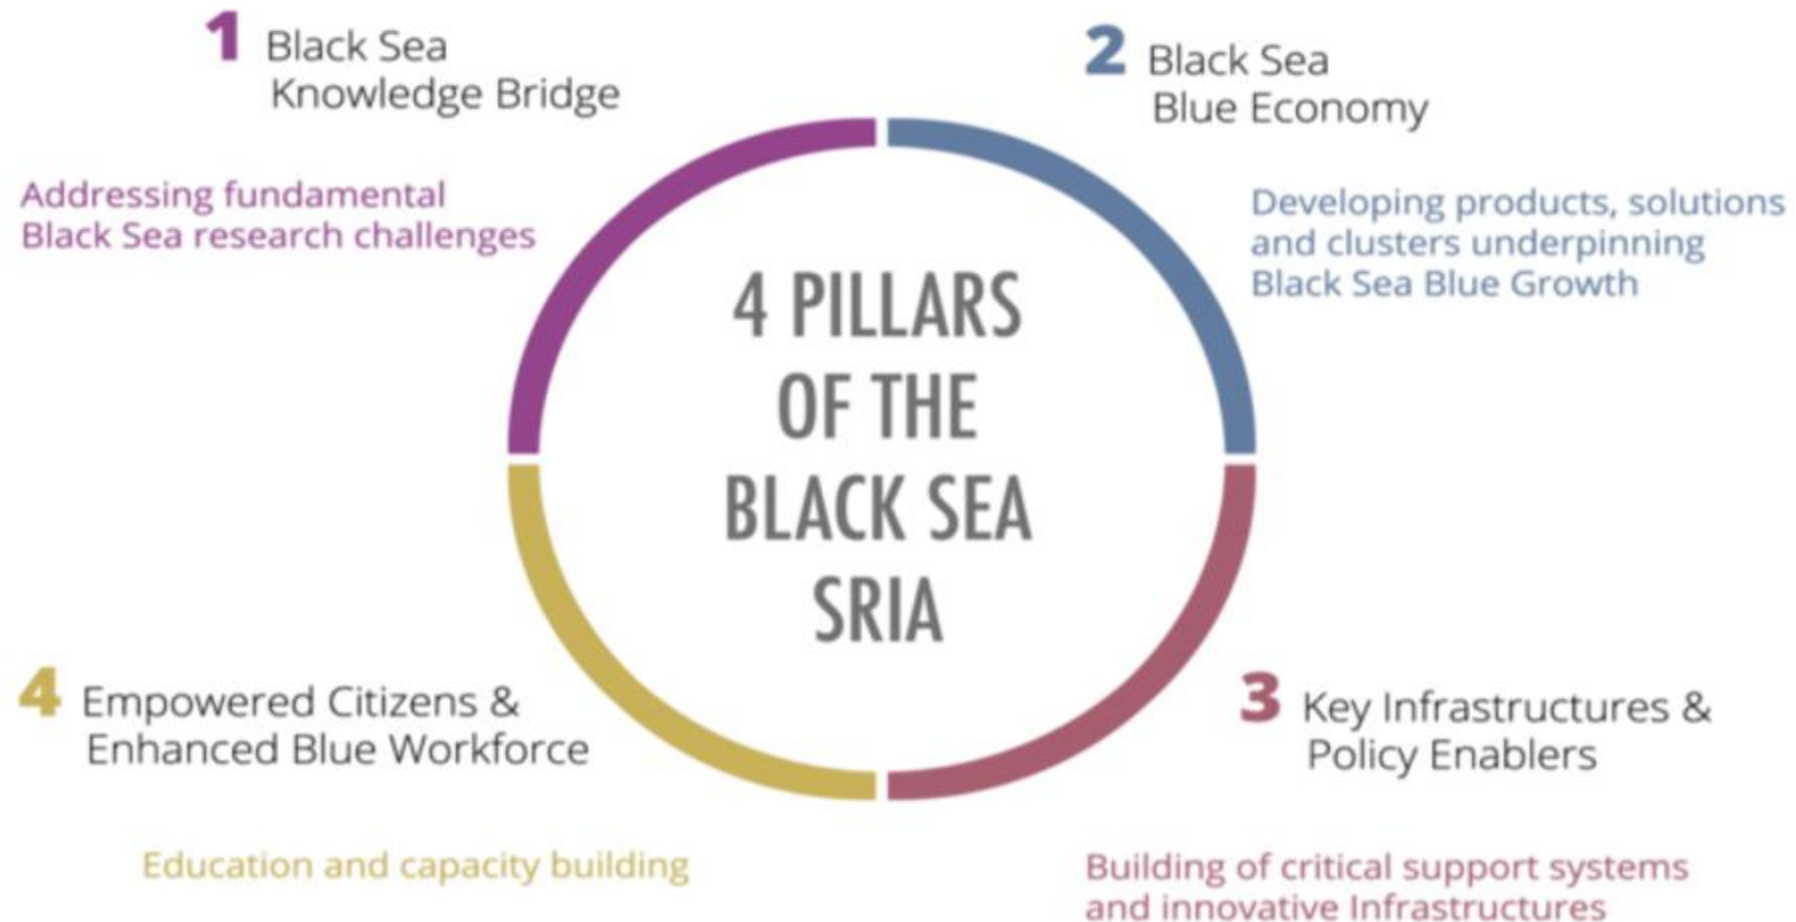 1 Black Sea
Knowledge Bridge
Addressing fundamental
Black Sea research challenges
2 Black Sea
Blue Economy
Developing products, solutions
and clusters underpinning
Black Sea Blue Growth
4 PILLARS
OF THE
BLACK SEA
SRIA
3 Key Infrastructures &
Policy Enablers
Building of critical support systems
and innovative Infrastructures
4 Empowered Citizens &
Enhanced Blue Workforce
Education and capacity building